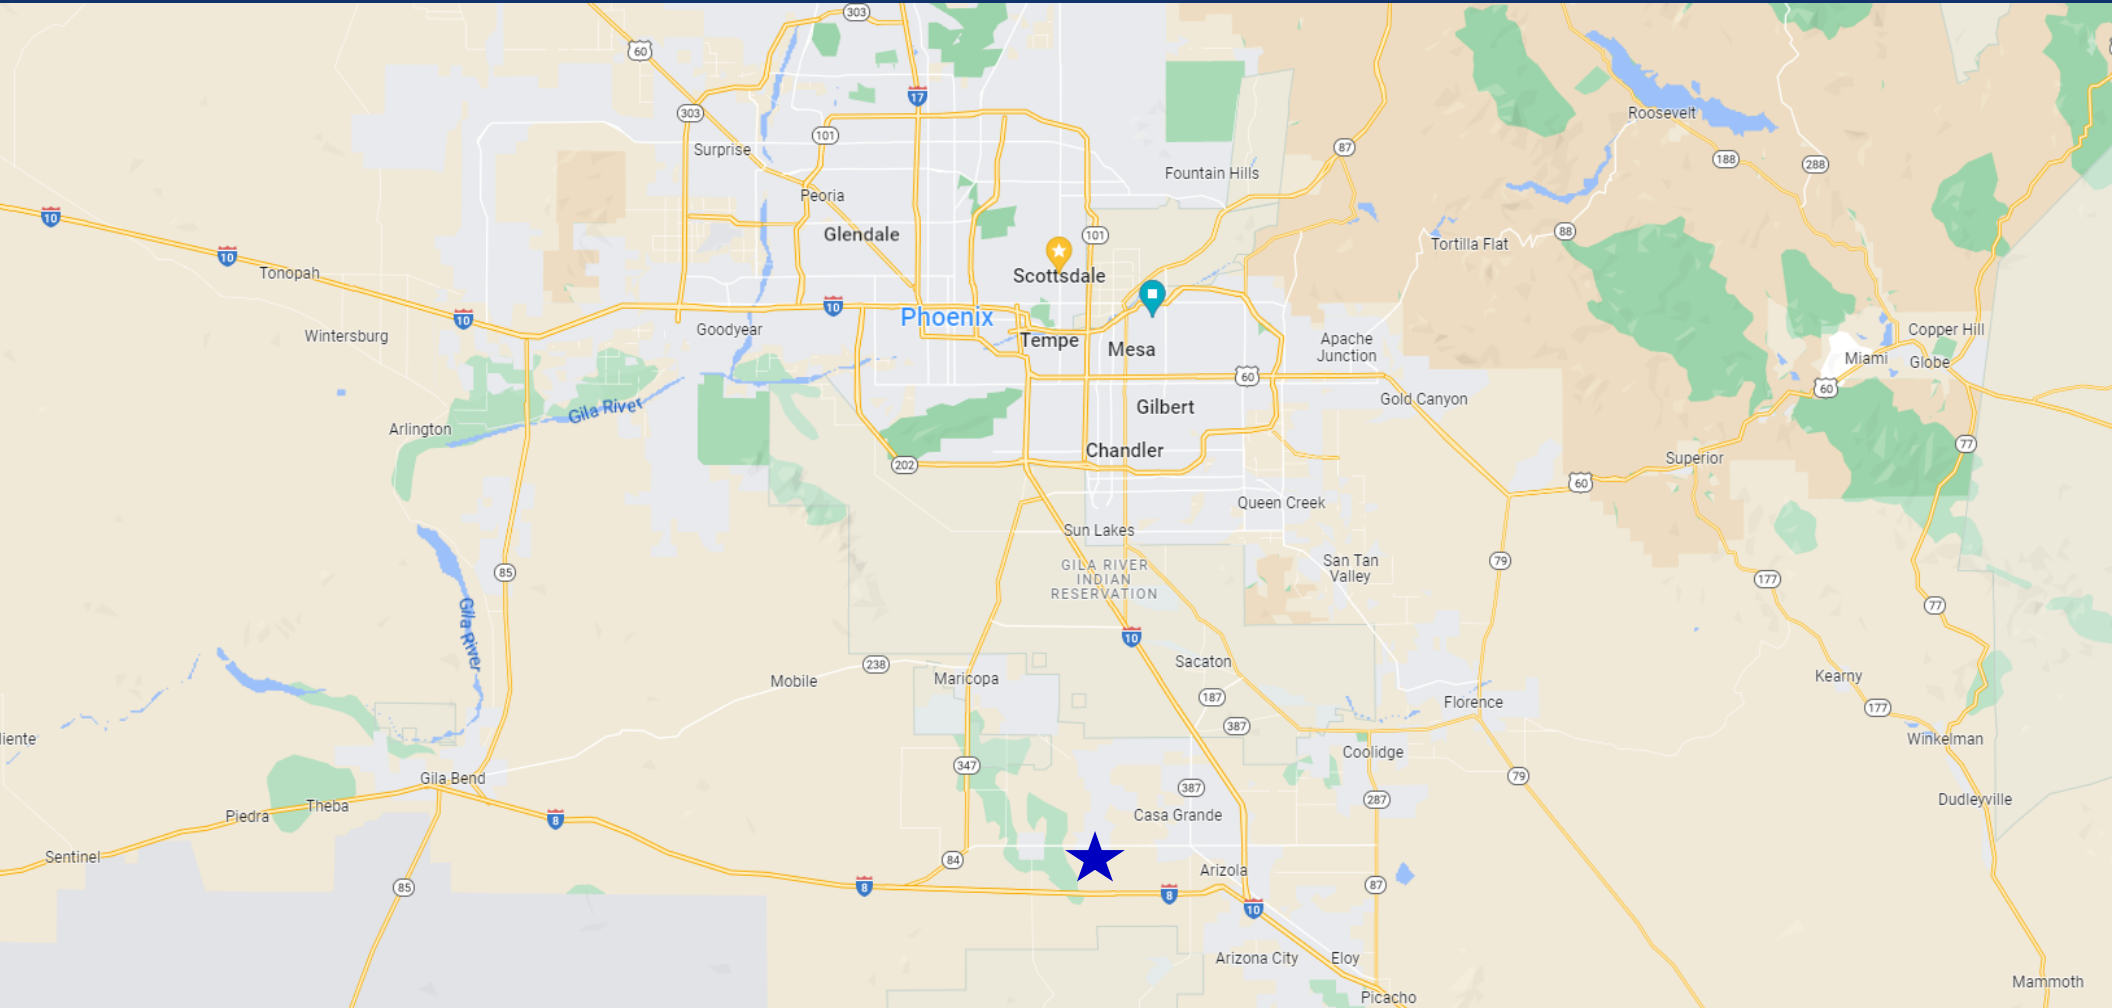 303
60
17
303
101
Surprise
Roosevelt
87
188
288
Fountain Hills
Peoria
10
Glendale
101
88
Tortilla Flat
10
Tonopah
Scottsdale
10
10
Phoenix
Goodyear
Wintersburg
Tempe
Mesa
Apache
Junction
Copper Hill
Miami
Globe
60
60
Gold Canyon
Gila River
Gilbert
Arlington
77
Chandler
202
Superior
60
Queen Creek
Sun Lakes
85
GILA RIVER
INDIAN
RESERVATION
San Tan
Valley
79
177
77
Gila River
10
238
Sacaton
Mobile
Maricopa
187
Florence
Kearny
177
387
liente
Winkelman
Coolidge
347
Gila Bend
79
387
287
Dudleyville
Theba
Piedra
8
Casa Grande
Sentinel
84
Arizola
85
8
8
87
10
Arizona City
Eloy
Mammoth
Picacho